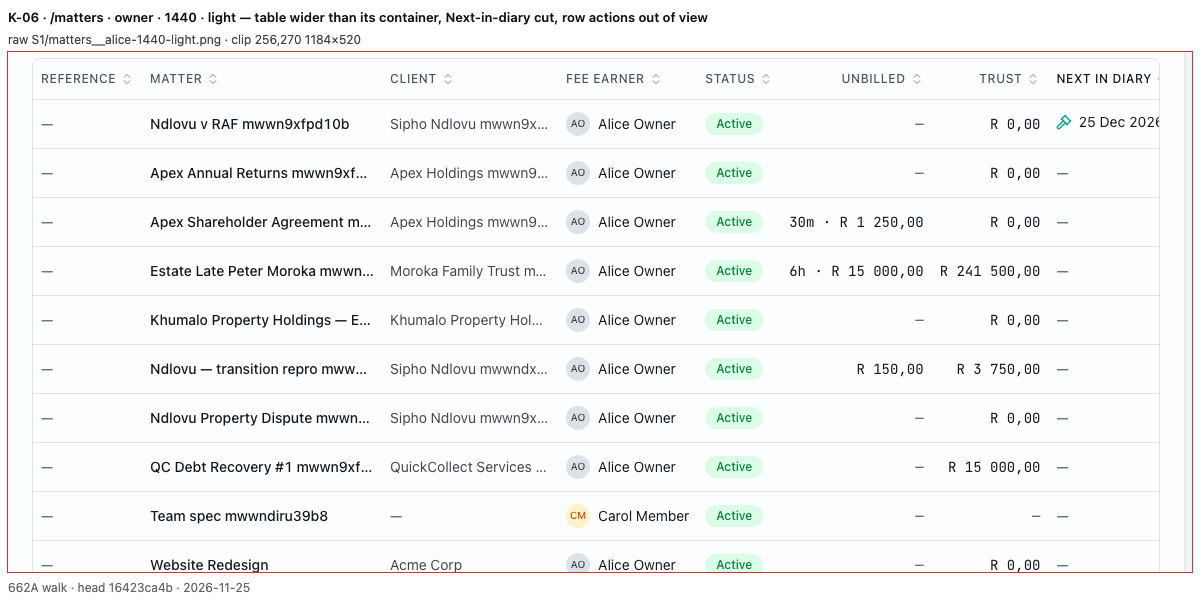 K-06 · /matters · owner · 1440 · light — table wider than its container, Next-in-diary cut, row actions out of view
raw S1/matters__alice-1440-light.png · clip 256,270 1184×520
REFERENCE MATTER CLIENT FEE EARNER STATUS UNBILLED TRUST NEXT IN DIARY
— Ndlovu v RAF mwwn9xfpd10b Sipho Ndlovu mwwn9x... AO Alice Owner Active — R 0,00 25 Dec 2026
— Apex Annual Returns mwwn9xf... Apex Holdings mwwn9... AO Alice Owner Active — R 0,00 —
— Apex Shareholder Agreement m... Apex Holdings mwwn9... AO Alice Owner Active 30m · R 1 250,00 R 0,00 —
— Estate Late Peter Moroka mwwn... Moroka Family Trust m... AO Alice Owner Active 6h · R 15 000,00 R 241 500,00 —
— Khumalo Property Holdings — E... Khumalo Property Hol... AO Alice Owner Active — R 0,00 —
— Ndlovu — transition repro mww... Sipho Ndlovu mwwndx... AO Alice Owner Active R 150,00 R 3 750,00 —
— Ndlovu Property Dispute mwwn... Sipho Ndlovu mwwn9x... AO Alice Owner Active — R 0,00 —
— QC Debt Recovery #1 mwwn9xf... QuickCollect Services ... AO Alice Owner Active — R 15 000,00 —
— Team spec mwwndiru39b8 — CM Carol Member Active — — —
— Website Redesign Acme Corp AO Alice Owner Active — R 0,00 —
662A walk · head 16423ca4b · 2026-11-25